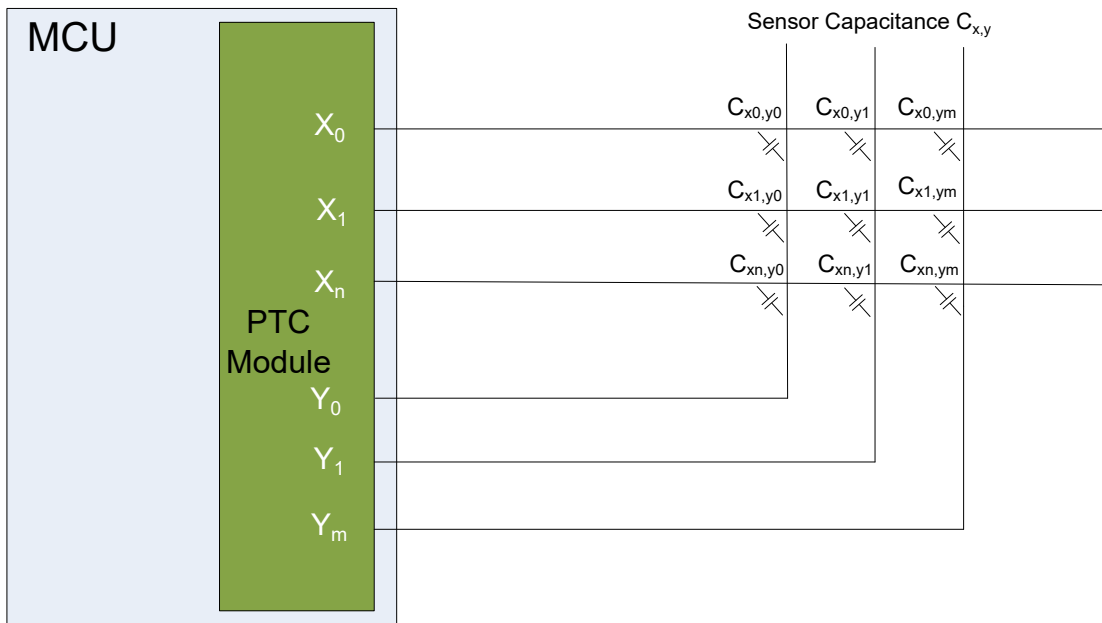 MCU
Sensor Capacitance Cx,y
X0
Cx0,y0 Cx0,y1 Cx0,ym
X1
Cx1,y0 Cx1,y1 Cx1,ym
Xn
Cxn,y0 Cxn,y1 Cxn,ym
PTC
Module
Y0
Y1
Ym